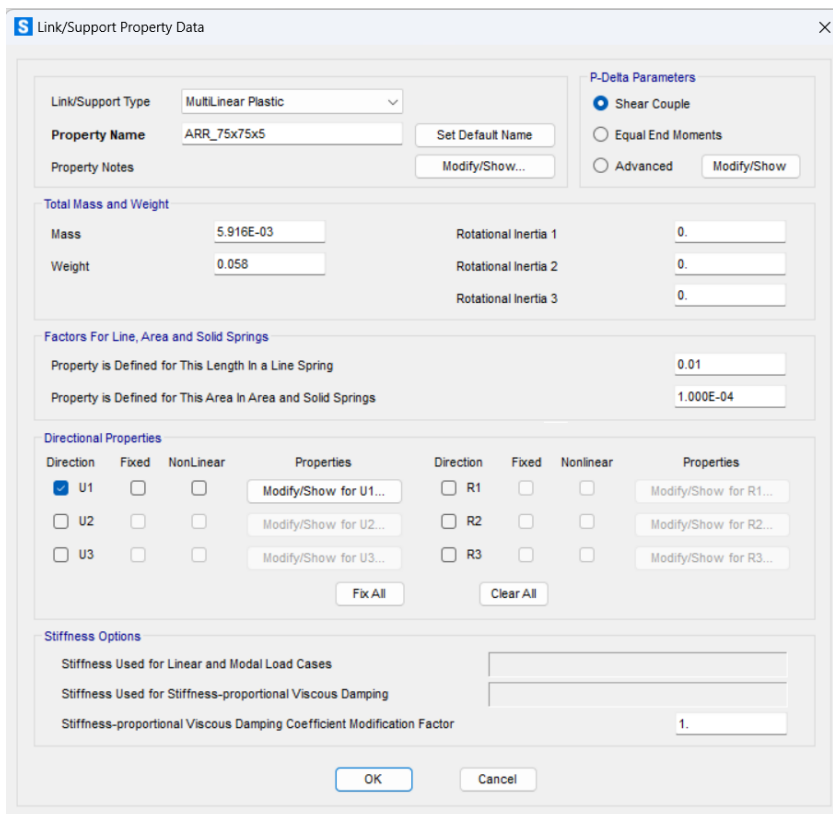 S Link/Support Property Data
P-Delta Parameters
Link/Support Type MultiLinear Plastic Shear Couple
Property Name ARR_75x75x5 Set Default Name Equal End Moments
Property Notes Modify/Show... Advanced Modify/Show
Total Mass and Weight
Mass 5.916E-03 Rotational Inertia 1 0.
Weight 0.058 Rotational Inertia 2 0.
Rotational Inertia 3 0.
Factors For Line, Area and Solid Springs
Property is Defined for This Length In a Line Spring 0.01
Property is Defined for This Area In Area and Solid Springs 1.000E-04
Directional Properties
Direction Fixed NonLinear Properties Direction Fixed Nonlinear Properties
U1 Modify/Show for U1... R1 Modify/Show for R1...
U2 Modify/Show for U2... R2 Modify/Show for R2...
U3 Modify/Show for U3... R3 Modify/Show for R3...
Fix All Clear All
Stiffness Options
Stiffness Used for Linear and Modal Load Cases
Stiffness Used for Stiffness-proportional Viscous Damping
Stiffness-proportional Viscous Damping Coefficient Modification Factor 1.
OK Cancel